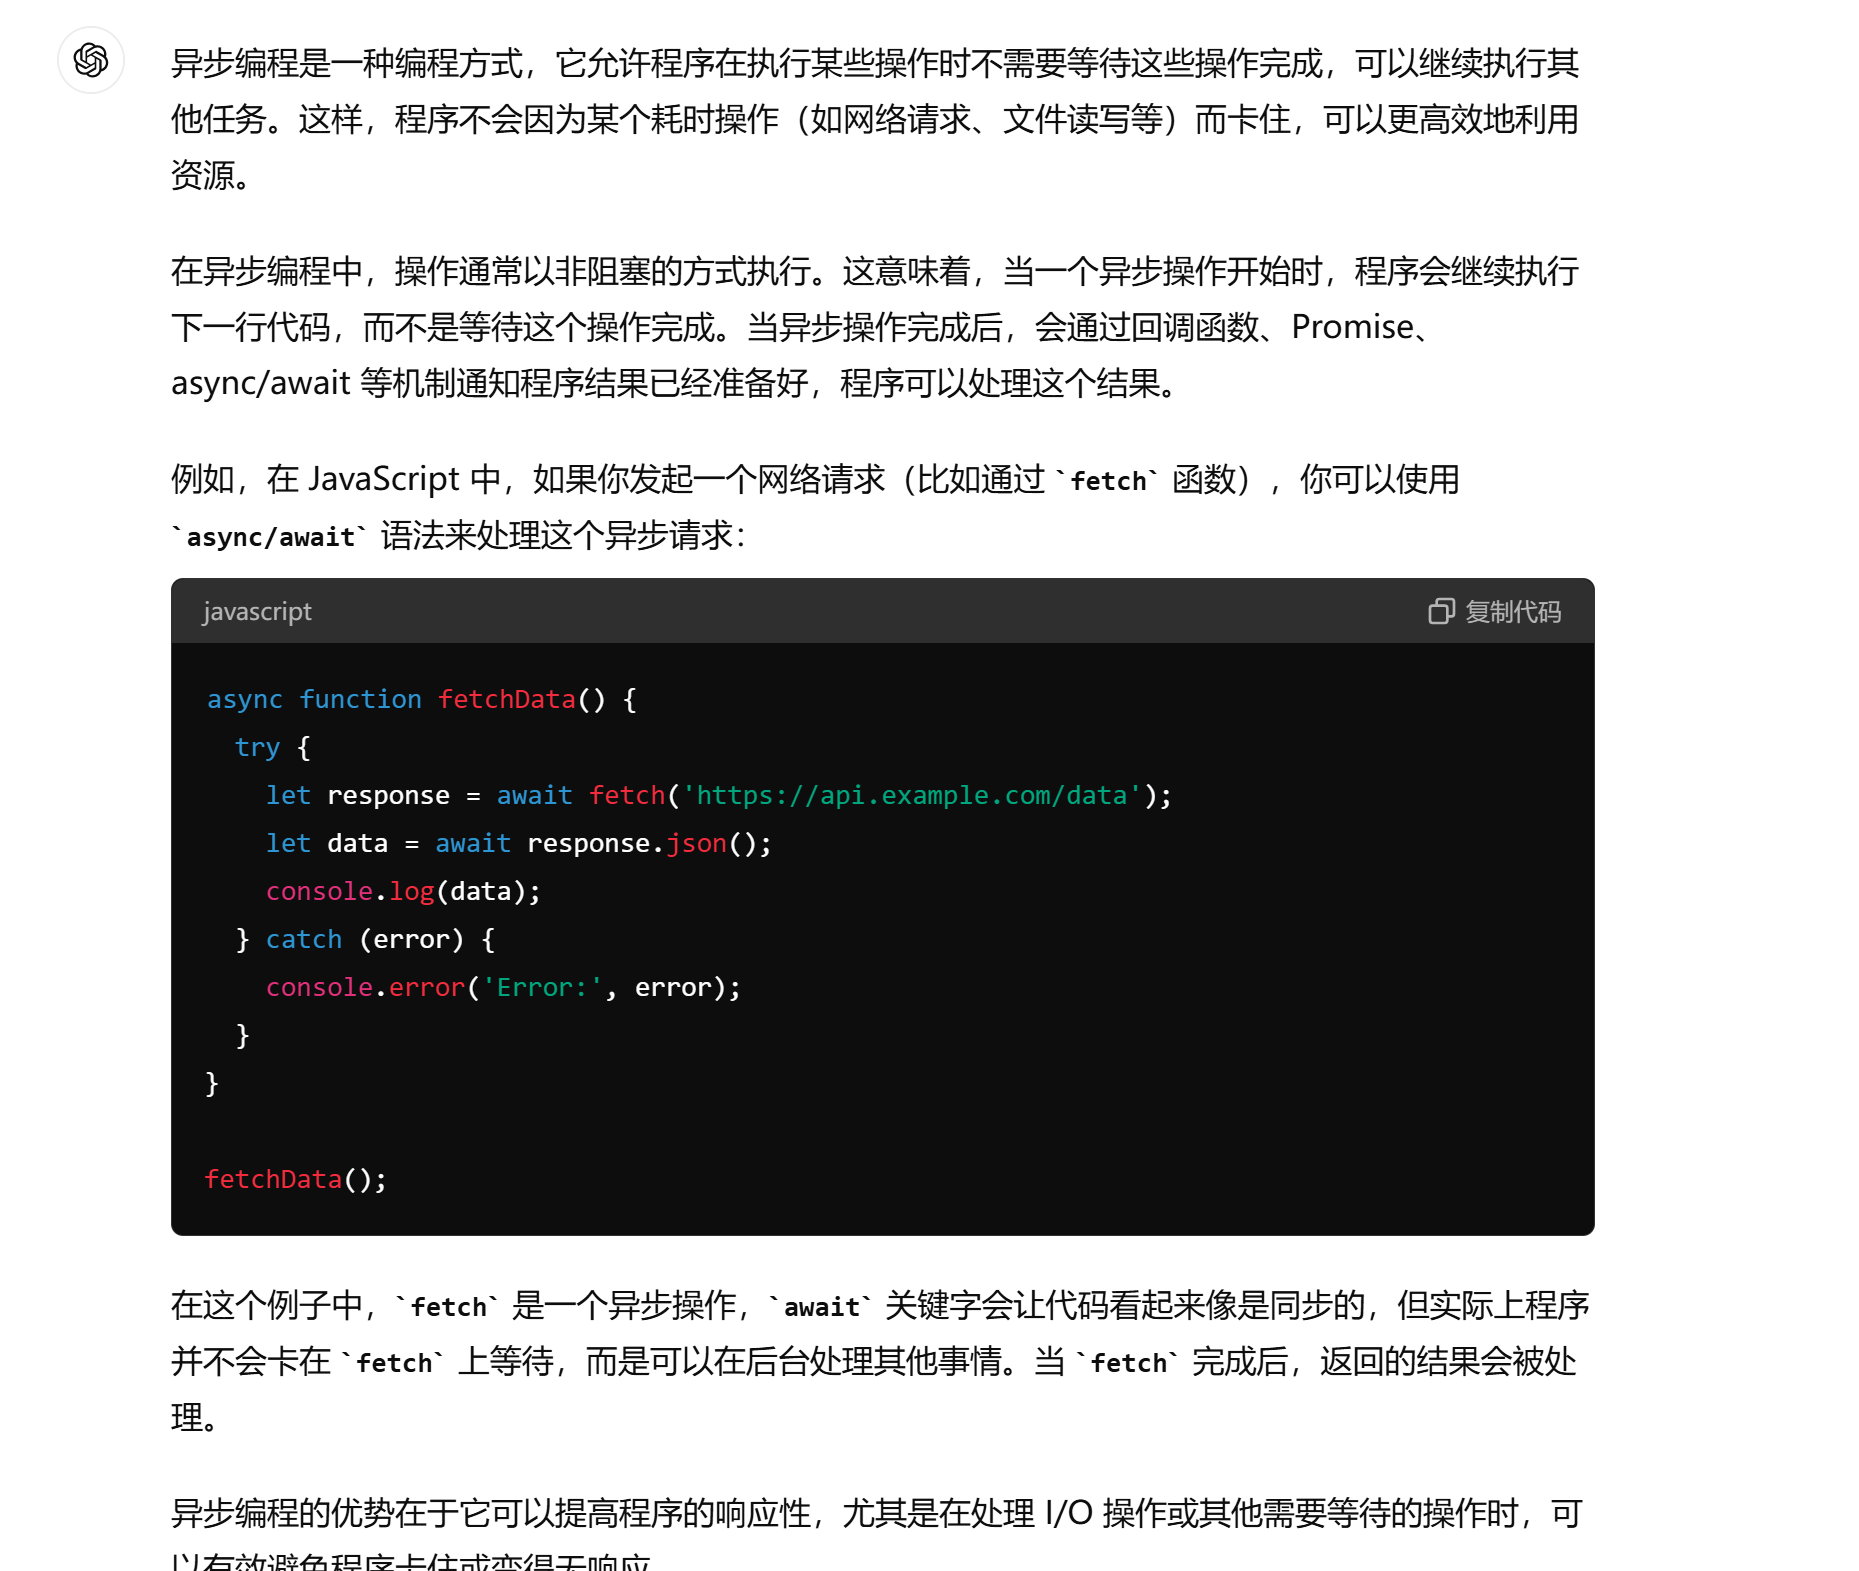 异步编程是一种编程方式，它允许程序在执行某些操作时不需要等待这些操作完成，可以继续执行其
他任务。这样，程序不会因为某个耗时操作（如网络请求、文件读写等）而卡住，可以更高效地利用
资源。
在异步编程中，操作通常以非阻塞的方式执行。这意味着，当一个异步操作开始时，程序会继续执行
下一行代码，而不是等待这个操作完成。当异步操作完成后，会通过回调函数、Promise、
async/await 等机制通知程序结果已经准备好，程序可以处理这个结果。
例如，在 JavaScript 中，如果你发起一个网络请求（比如通过 `fetch` 函数），你可以使用
`async/await` 语法来处理这个异步请求：
javascript 复制代码
async function fetchData() {
  try {
    let response = await fetch('https://api.example.com/data');
    let data = await response.json();
    console.log(data);
  } catch (error) {
    console.error('Error:', error);
  }
}
fetchData();
在这个例子中，`fetch` 是一个异步操作，`await` 关键字会让代码看起来像是同步的，但实际上程序
并不会卡在 `fetch` 上等待，而是可以在后台处理其他事情。当 `fetch` 完成后，返回的结果会被处
理。
异步编程的优势在于它可以提高程序的响应性，尤其是在处理 I/O 操作或其他需要等待的操作时，可
以有效避免程序卡住或变得无响应